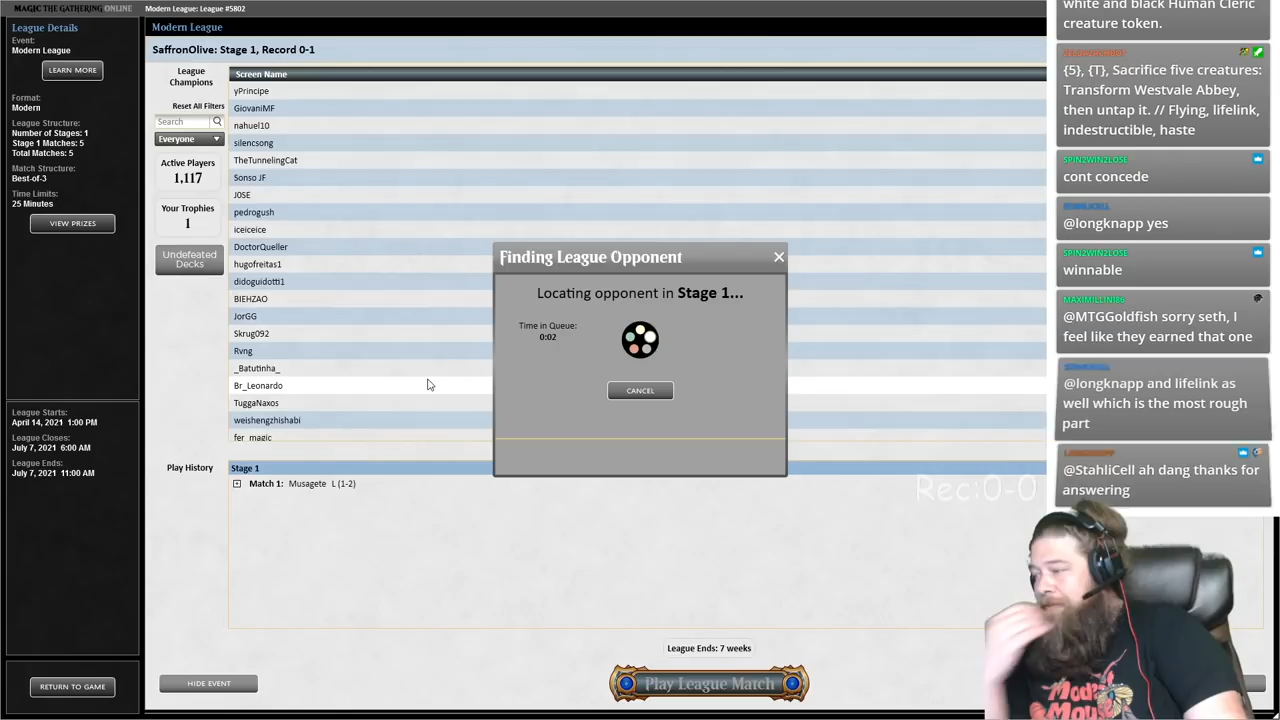 MAGIC THE GATHERING ONLINE
Modern League: League #5802
League Details
Event:
Modern League
LEARN MORE
Format:
Modern
League Structure:
Number of Stages: 1
Stage 1 Matches: 5
Total Matches: 5
Match Structure:
Best-of-3
Time Limits:
25 Minutes
VIEW PRIZES
League Starts:
April 14, 2021 1:00 PM
League Closes:
July 7, 2021 6:00 AM
League Ends:
July 7, 2021 11:00 AM
RETURN TO GAME
Modern League
SaffronOlive: Stage 1, Record 0-1
League
Champions
Reset All Filters
Search
Everyone
Active Players
1,117
Your Trophies
1
Undefeated
Decks
Screen Name
yPrincipe
GiovaniMF
nahuel10
silencsong
TheTunnelingCat
Sonso JF
J0SE
pedrogush
iceiceice
DoctorQueller
hugofreitas1
didoguidotti1
BIEHZAO
JorGG
Skrug092
Rvng
_Batutinha_
Br_Leonardo
TuggaNaxos
weishengzhishabi
fer_magic
Finding League Opponent
Locating opponent in Stage 1...
Time in Queue:
0:02
CANCEL
Play History
Stage 1
Match 1: Musagete L (1-2)
Rec:0-0
League Ends: 7 weeks
HIDE EVENT
Play League Match
white and black Human Cleric
creature token.
{5}, {T}, Sacrifice five creatures:
Transform Westvale Abbey,
then untap it. // Flying, lifelink,
indestructible, haste
SPIN2WIN2LOSE
cont concede
@longknapp yes
SPIN2WIN2LOSE
winnable
MAXIMILLINI86
@MTGGoldfish sorry seth, I
feel like they earned that one
@longknapp and lifelink as
well which is the most rough
part
@StahliCell ah dang thanks for
answering